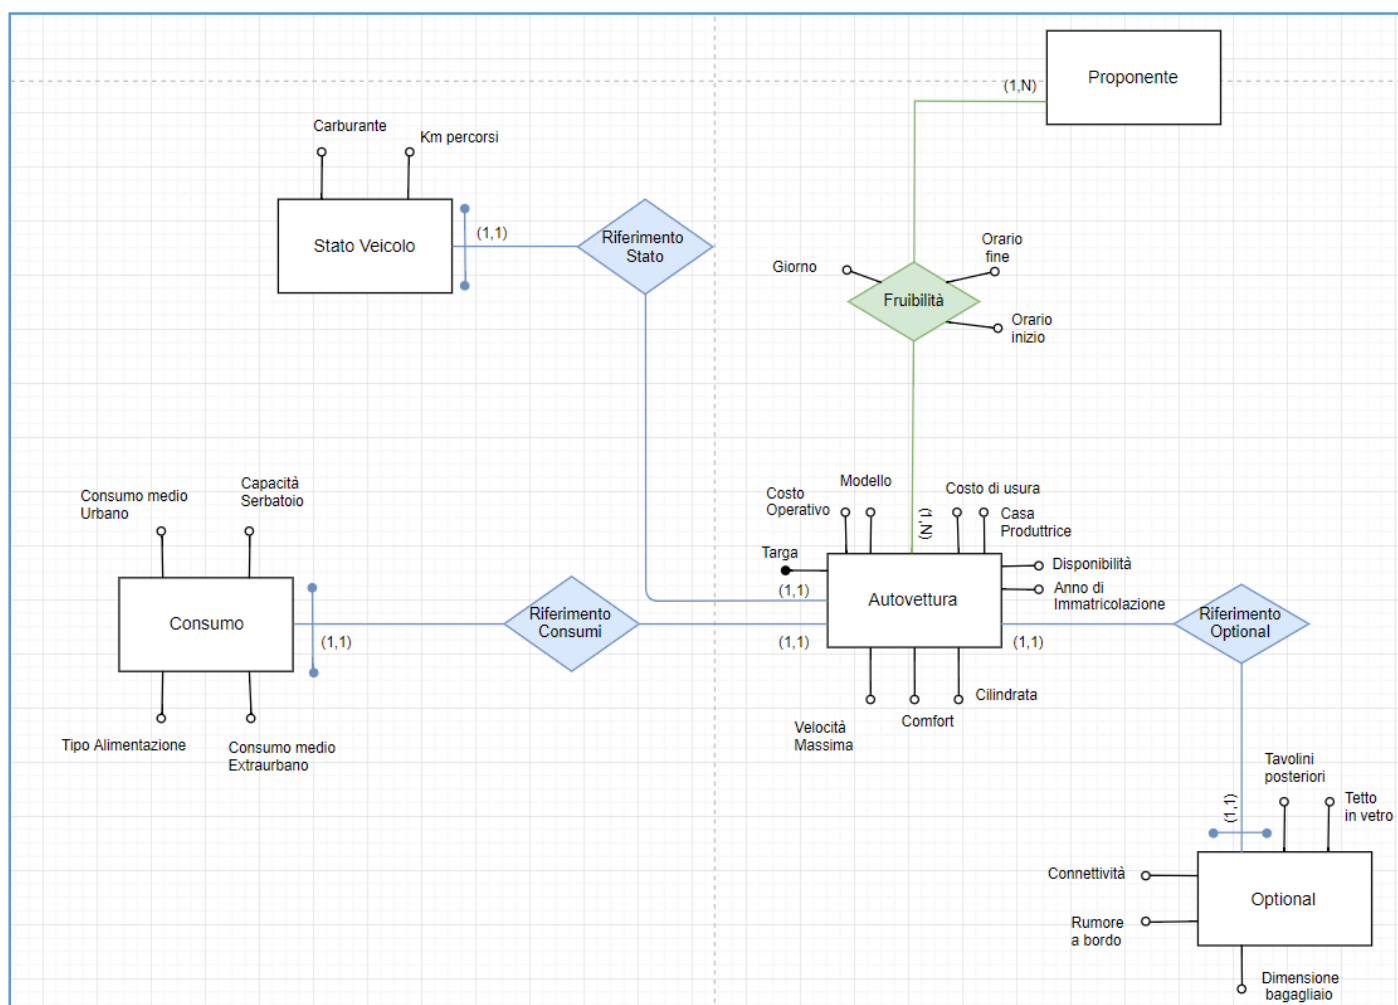 Proponente
(1,N)
Carburante
Km percorsi
Stato Veicolo
(1,1)
Riferimento
Stato
Giorno
Orario
fine
Fruibilità
Orario
inizio
Consumo medio
Urbano
Capacità
Serbatoio
Costo
Operativo
Modello
(1,N)
Costo di usura
Casa
Produttrice
Targa
Disponibilità
Anno di
Immatricolazione
(1,1)
Autovettura
Consumo
(1,1)
Riferimento
Consumi
(1,1)
(1,1)
Riferimento
Optional
Velocità
Massima
Comfort
Cilindrata
Tipo Alimentazione
Consumo medio
Extraurbano
Tavolini
posteriori
Tetto
in vetro
(1,1)
Connettività
Optional
Rumore
a bordo
Dimensione
bagagliaio